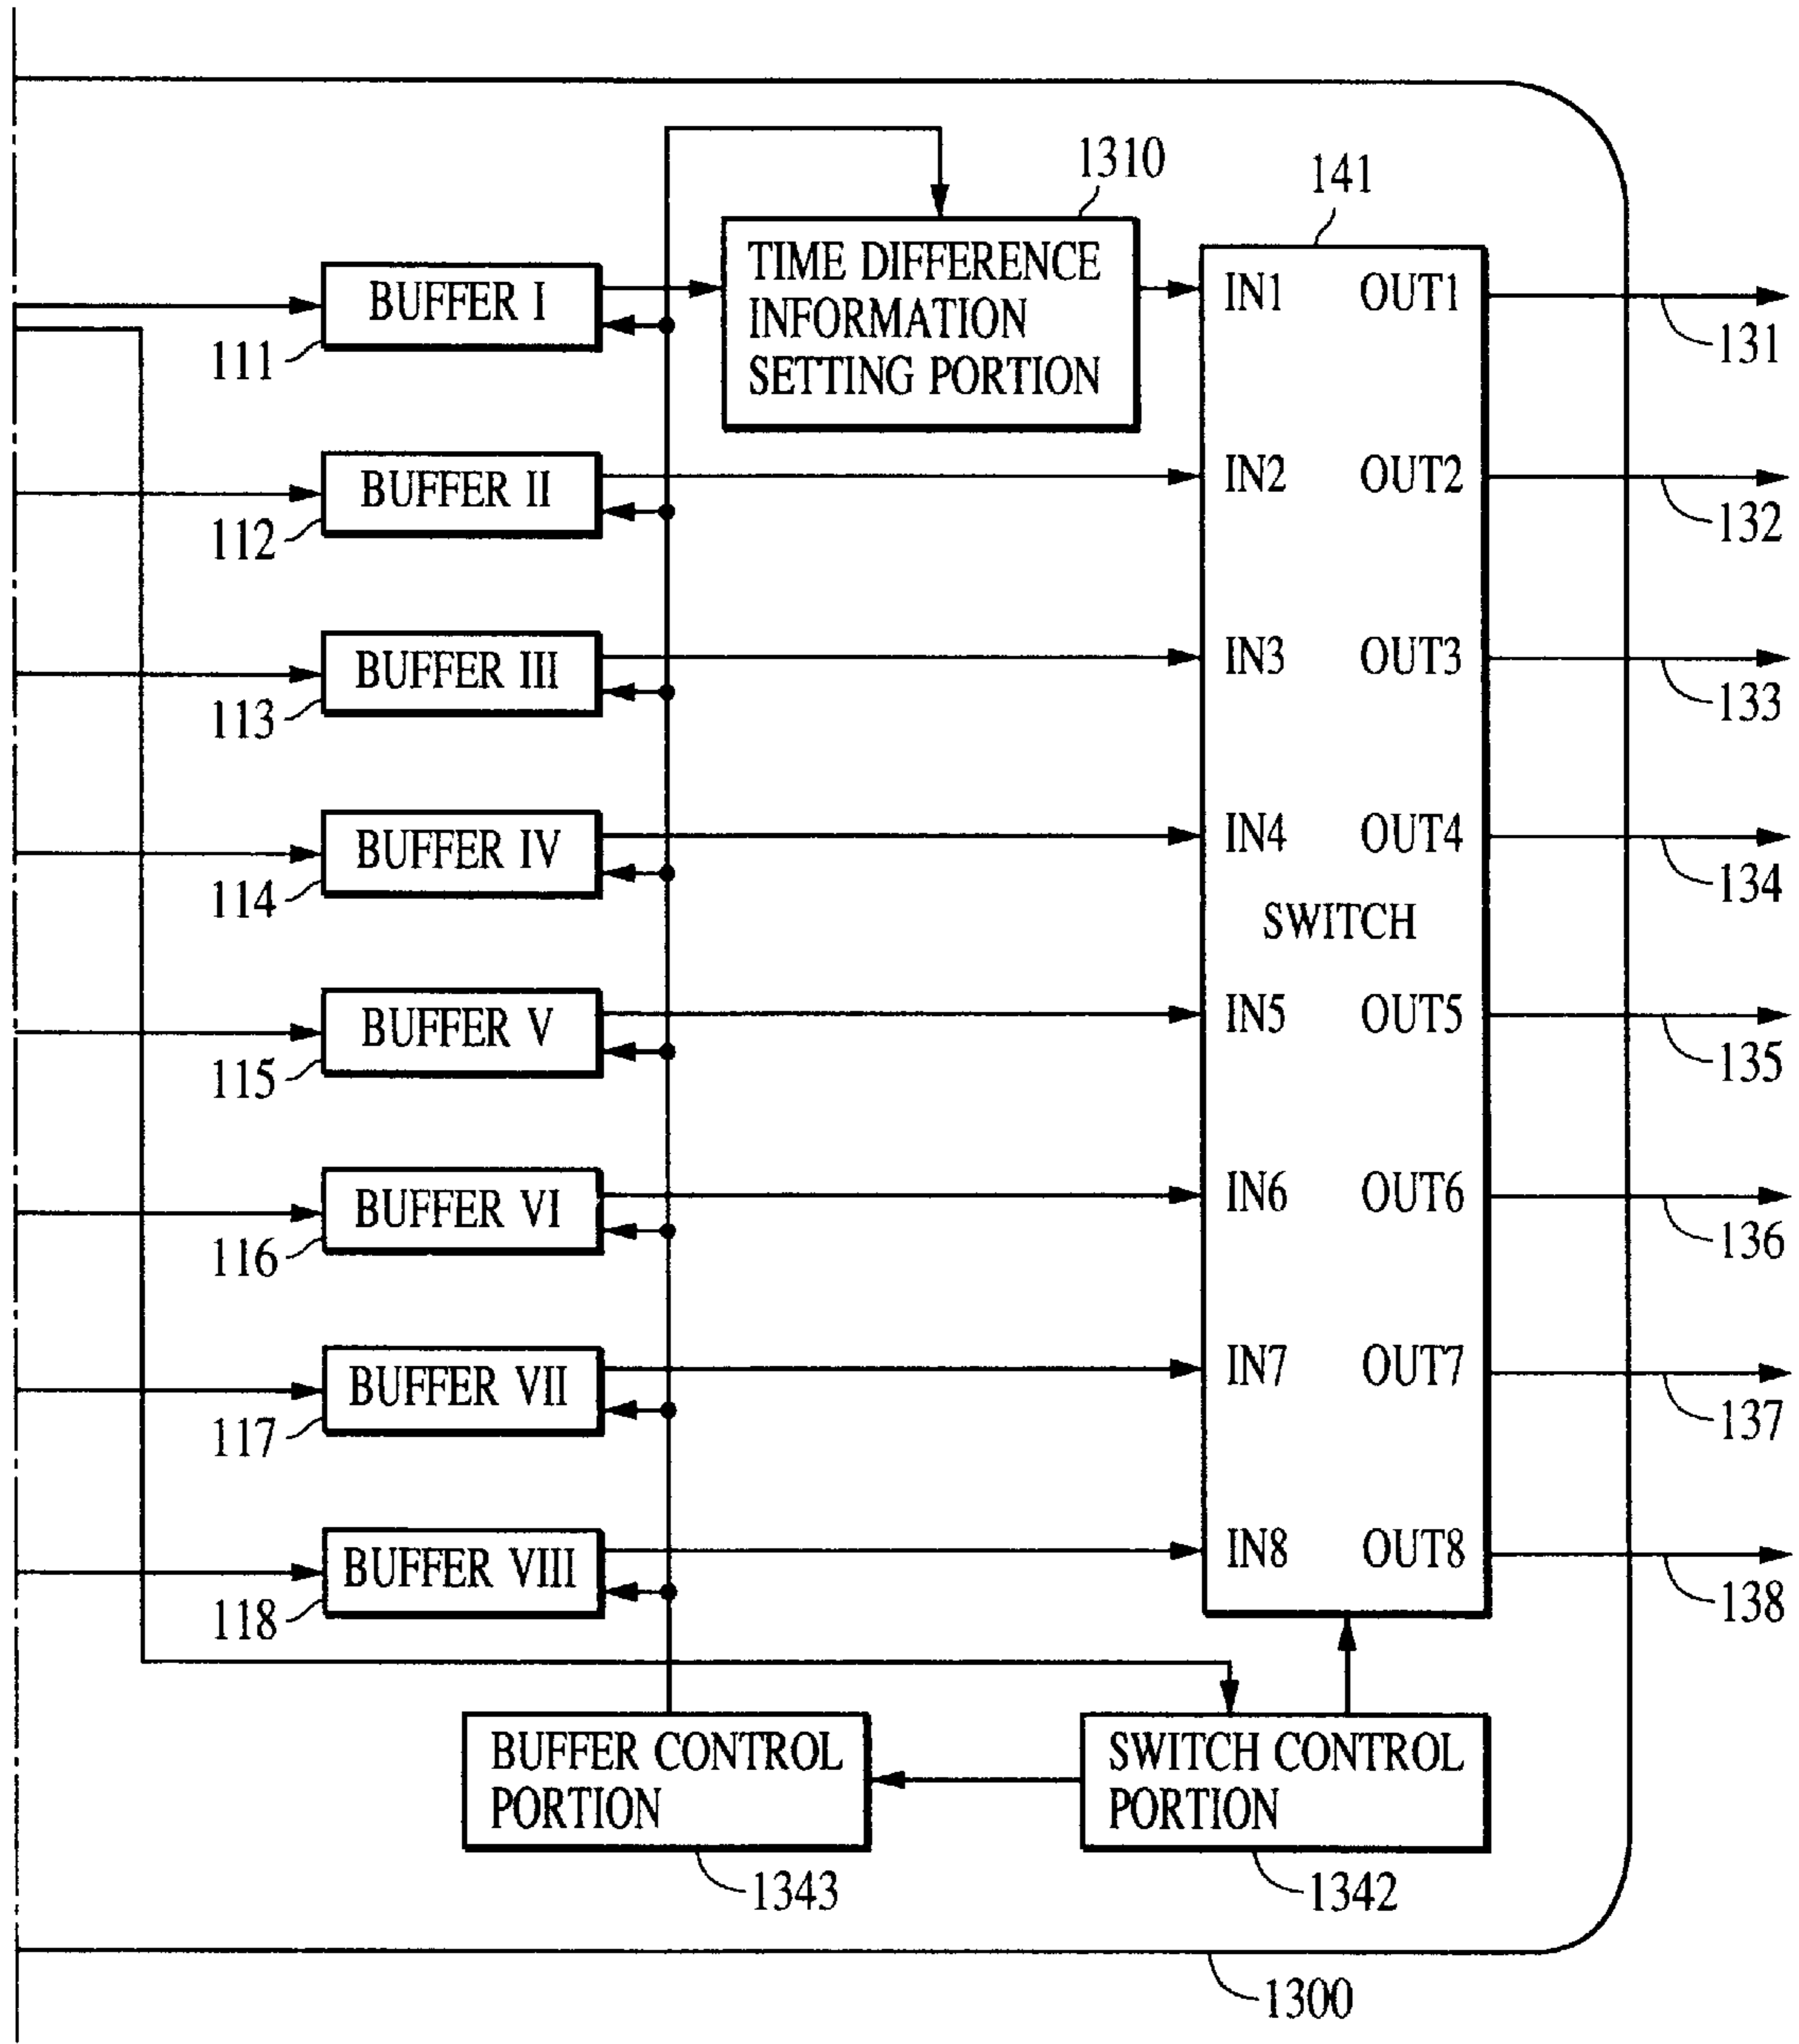 1310
141
TIME DIFFERENCE
INFORMATION
SETTING PORTION
BUFFER I
111
IN1 OUT1
131
BUFFER II
112
IN2 OUT2
132
BUFFER III
113
IN3 OUT3
133
BUFFER IV
114
IN4 OUT4
134
SWITCH
BUFFER V
115
IN5 OUT5
135
BUFFER VI
116
IN6 OUT6
136
BUFFER VII
117
IN7 OUT7
137
BUFFER VIII
118
IN8 OUT8
138
BUFFER CONTROL
PORTION
1343
SWITCH CONTROL
PORTION
1342
1300